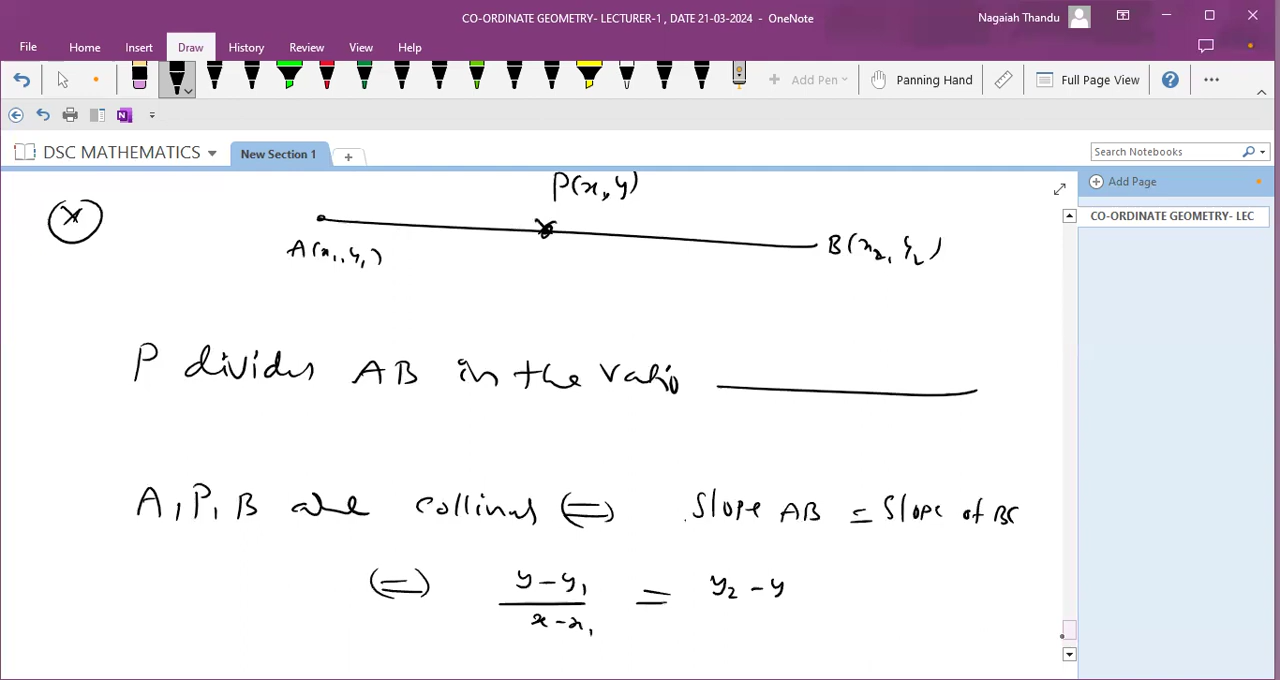 CO-ORDINATE GEOMETRY- LECTURER-1 , DATE 21-03-2024 - OneNote
Nagaiah Thandu
File Home Insert Draw History Review View Help
Add Pen Panning Hand Full Page View
DSC MATHEMATICS New Section 1
Search Notebooks
Add Page
CO-ORDINATE GEOMETRY- LEC
P(x, y)
A(x₁, y₁) B(x₂, y₂)
P divides AB in the ratio
A, P, B are collinear ⇔ Slope AB = Slope of BC
⇔ (y-y₁)/(x-x₁) = y₂-y